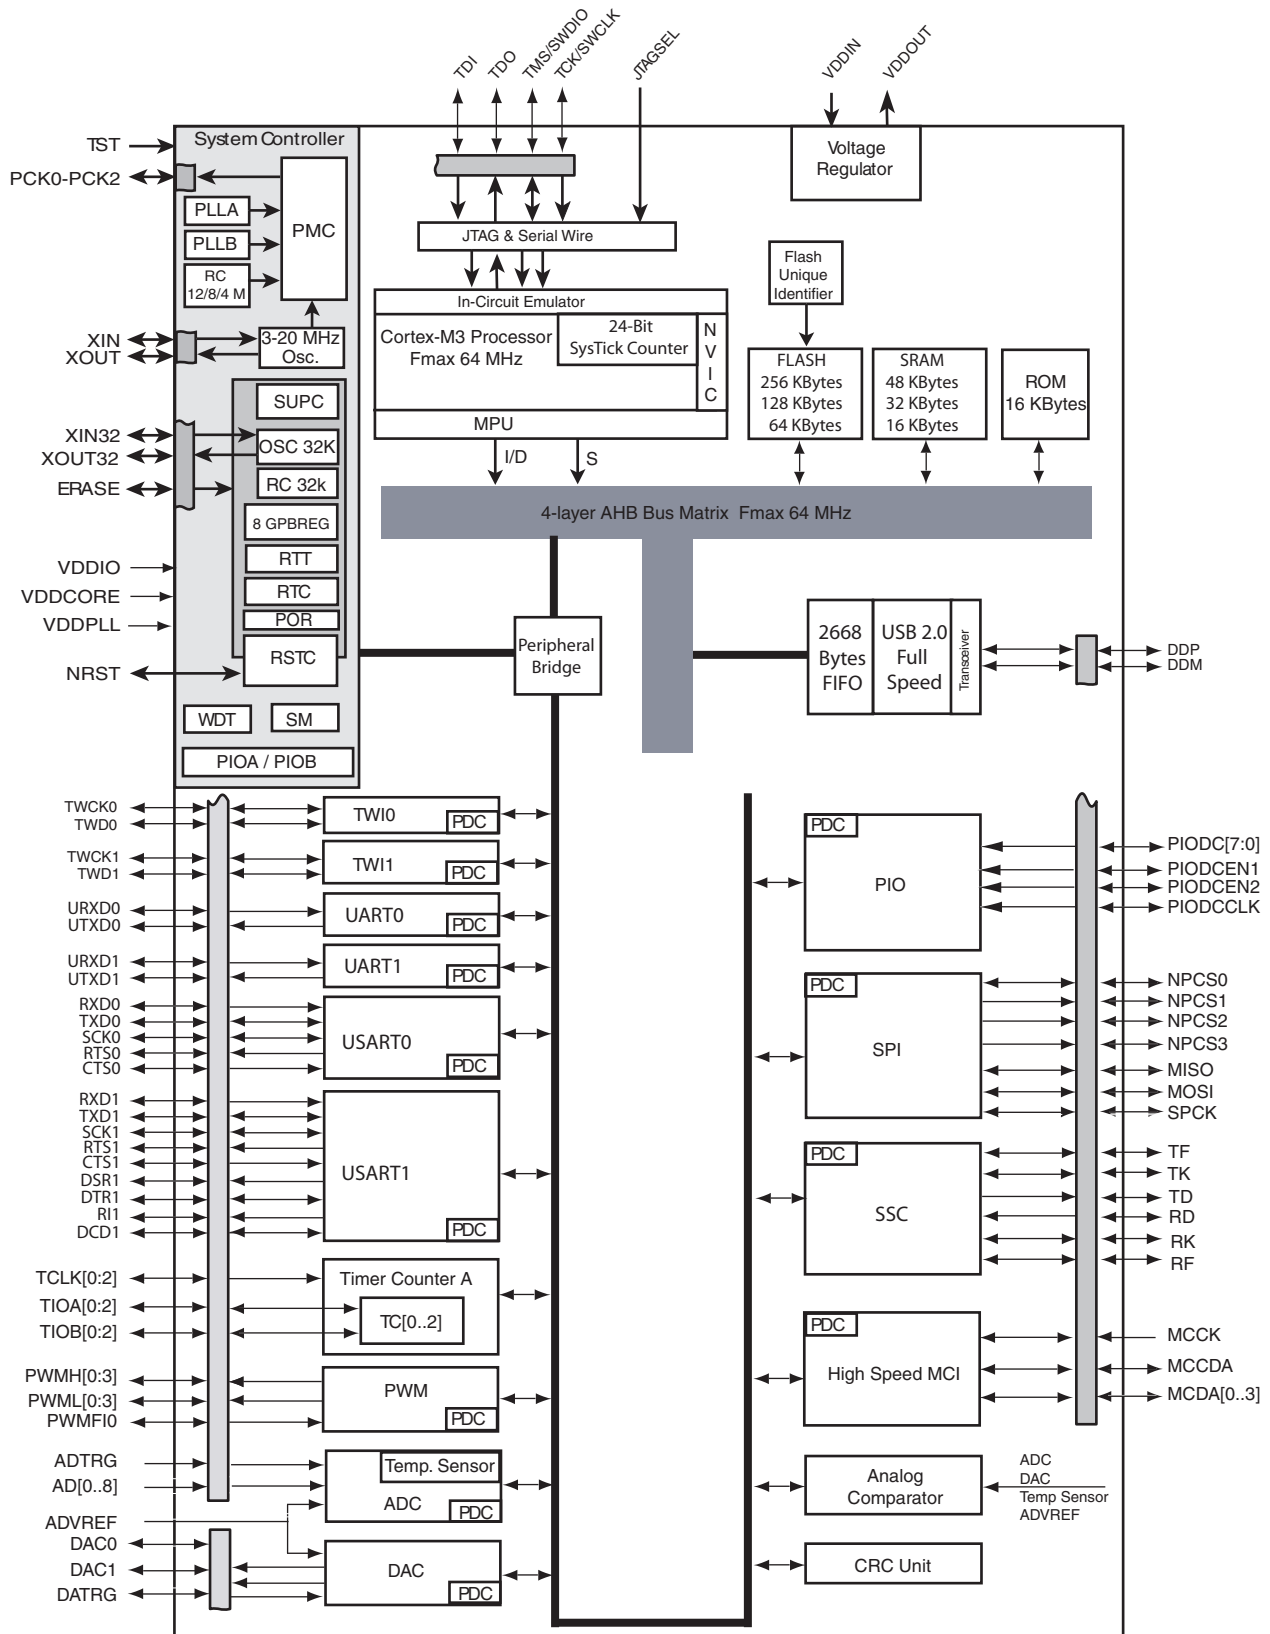 TDI
TDO
TMS/SWDIO
TCK/SWCLK
JTAGSEL
VDDIN
VDDOUT
TST
System Controller
Voltage
Regulator
PCK0-PCK2
PLLA
PMC
PLLB
RC
12/8/4 M
JTAG & Serial Wire
Flash
Unique
Identifier
XIN
XOUT
3-20 MHz
Osc.
In-Circuit Emulator
Cortex-M3 Processor
Fmax 64 MHz
24-Bit
SysTick Counter
N
V
I
C
MPU
FLASH
256 KBytes
128 KBytes
64 KBytes
SRAM
48 KBytes
32 KBytes
16 KBytes
ROM
16 KBytes
SUPC
XIN32
XOUT32
OSC 32K
ERASE
RC 32k
I/D
S
8 GPBREG
4-layer AHB Bus Matrix Fmax 64 MHz
RTT
VDDIO
RTC
VDDCORE
POR
VDDPLL
RSTC
NRST
Peripheral
Bridge
2668
Bytes
FIFO
USB 2.0
Full
Speed
Transceiver
DDP
DDM
WDT
SM
PIOA / PIOB
TWCK0
TWD0
TWI0
PDC
TWCK1
TWD1
TWI1
PDC
URXD0
UTXD0
UART0
PDC
URXD1
UTXD1
UART1
PDC
RXD0
TXD0
SCK0
RTS0
CTS0
USART0
PDC
RXD1
TXD1
SCK1
RTS1
CTS1
DSR1
DTR1
RI1
DCD1
USART1
PDC
TCLK[0:2]
TIOA[0:2]
TIOB[0:2]
Timer Counter A
TC[0..2]
PWMH[0:3]
PWML[0:3]
PWMFI0
PWM
PDC
ADTRG
AD[0..8]
Temp. Sensor
ADC
PDC
ADVREF
DAC0
DAC1
DATRG
DAC
PDC
PDC
PIO
PIODC[7:0]
PIODCEN1
PIODCEN2
PIODCCLK
PDC
SPI
NPCS0
NPCS1
NPCS2
NPCS3
MISO
MOSI
SPCK
PDC
SSC
TF
TK
TD
RD
RK
RF
PDC
High Speed MCI
MCCK
MCCDA
MCDA[0..3]
Analog
Comparator
ADC
DAC
Temp Sensor
ADVREF
CRC Unit